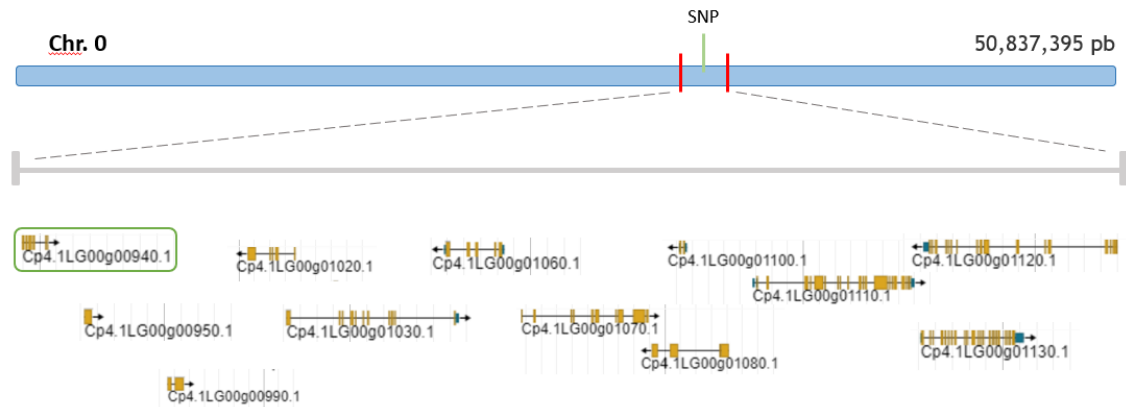 SNP
Chr. 0
50,837,395 pb
Cp4.1LG00g00940.1
Cp4.1LG00g01020.1
Cp4.1LG00g01060.1
Cp4.1LG00g01100.1
Cp4.1LG00g01120.1
Cp4.1LG00g01110.1
Cp4.1LG00g00950.1
Cp4.1LG00g01030.1
Cp4.1LG00g01070.1
Cp4.1LG00g01080.1
Cp4.1LG00g01130.1
Cp4.1LG00g00990.1